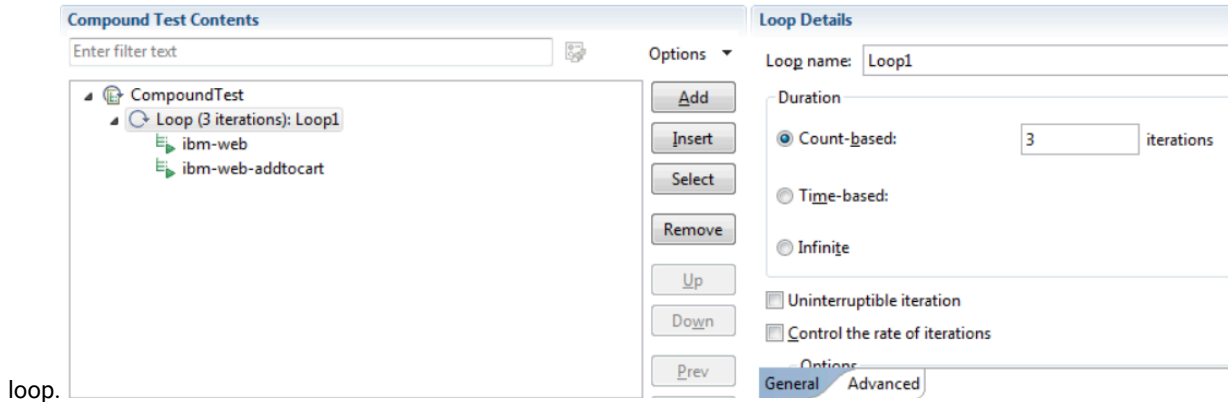 Compound Test Contents
Enter filter text
Options
CompoundTest
Loop (3 iterations): Loop1
ibm-web
ibm-web-addtocart
Add
Insert
Select
Remove
Up
Down
Prev
Loop Details
Loop name: Loop1
Duration
Count-based: 3 iterations
Time-based:
Infinite
Uninterruptible iteration
Control the rate of iterations
Options
General Advanced
loop.